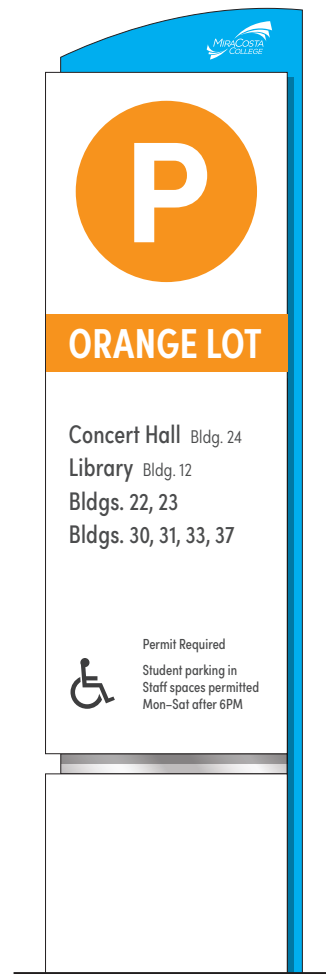 MIRACOSTA
COLLEGE
P
ORANGE LOT
Concert Hall Bldg. 24
Library Bldg. 12
Bldgs. 22, 23
Bldgs. 30, 31, 33, 37
Permit Required
Student parking in
Staff spaces permitted
Mon–Sat after 6PM